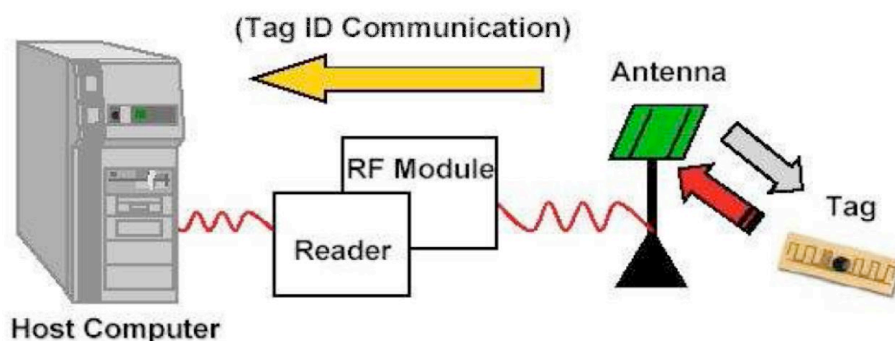 (Tag ID Communication)
Antenna
RF Module
Tag
Reader
Host Computer